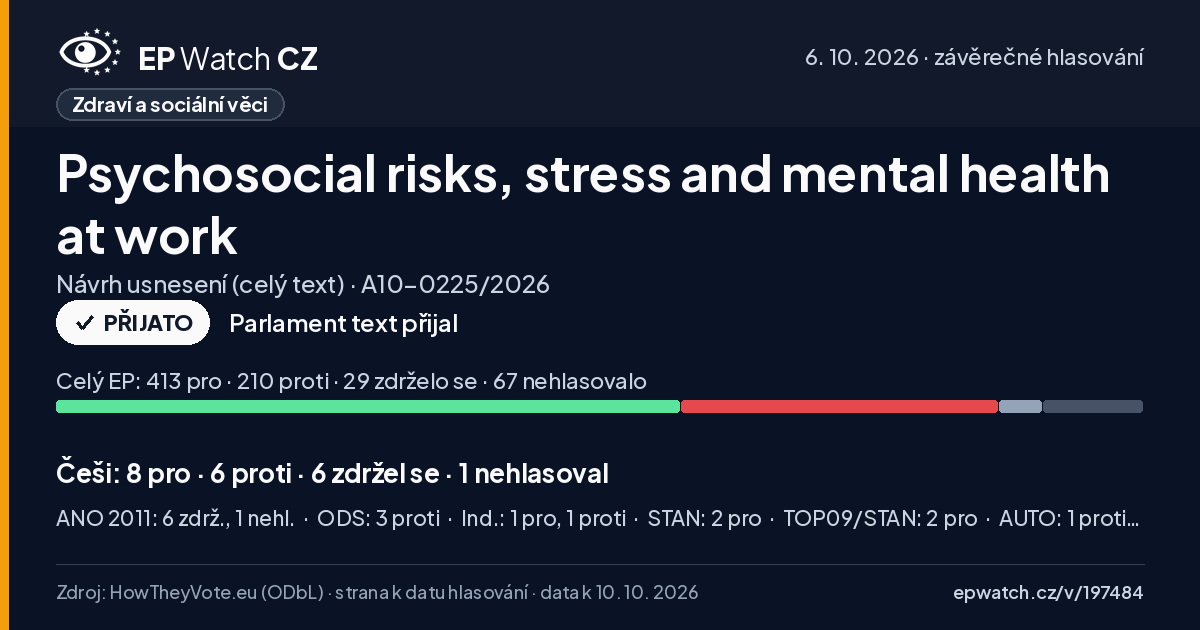 EP Watch CZ
6. 10. 2026 · závěrečné hlasování
Zdraví a sociální věci
Psychosocial risks, stress and mental health
at work
Návrh usnesení (celý text) · A10-0225/2026
✓ PŘIJATO Parlament text přijal
Celý EP: 413 pro · 210 proti · 29 zdrželo se · 67 nehlasovalo
Češi: 8 pro · 6 proti · 6 zdržel se · 1 nehlasoval
ANO 2011: 6 zdrž., 1 nehl. · ODS: 3 proti · Ind.: 1 pro, 1 proti · STAN: 2 pro · TOP09/STAN: 2 pro · AUTO: 1 proti…
Zdroj: HowTheyVote.eu (ODbL) · strana k datu hlasování · data k 10. 10. 2026
epwatch.cz/v/197484